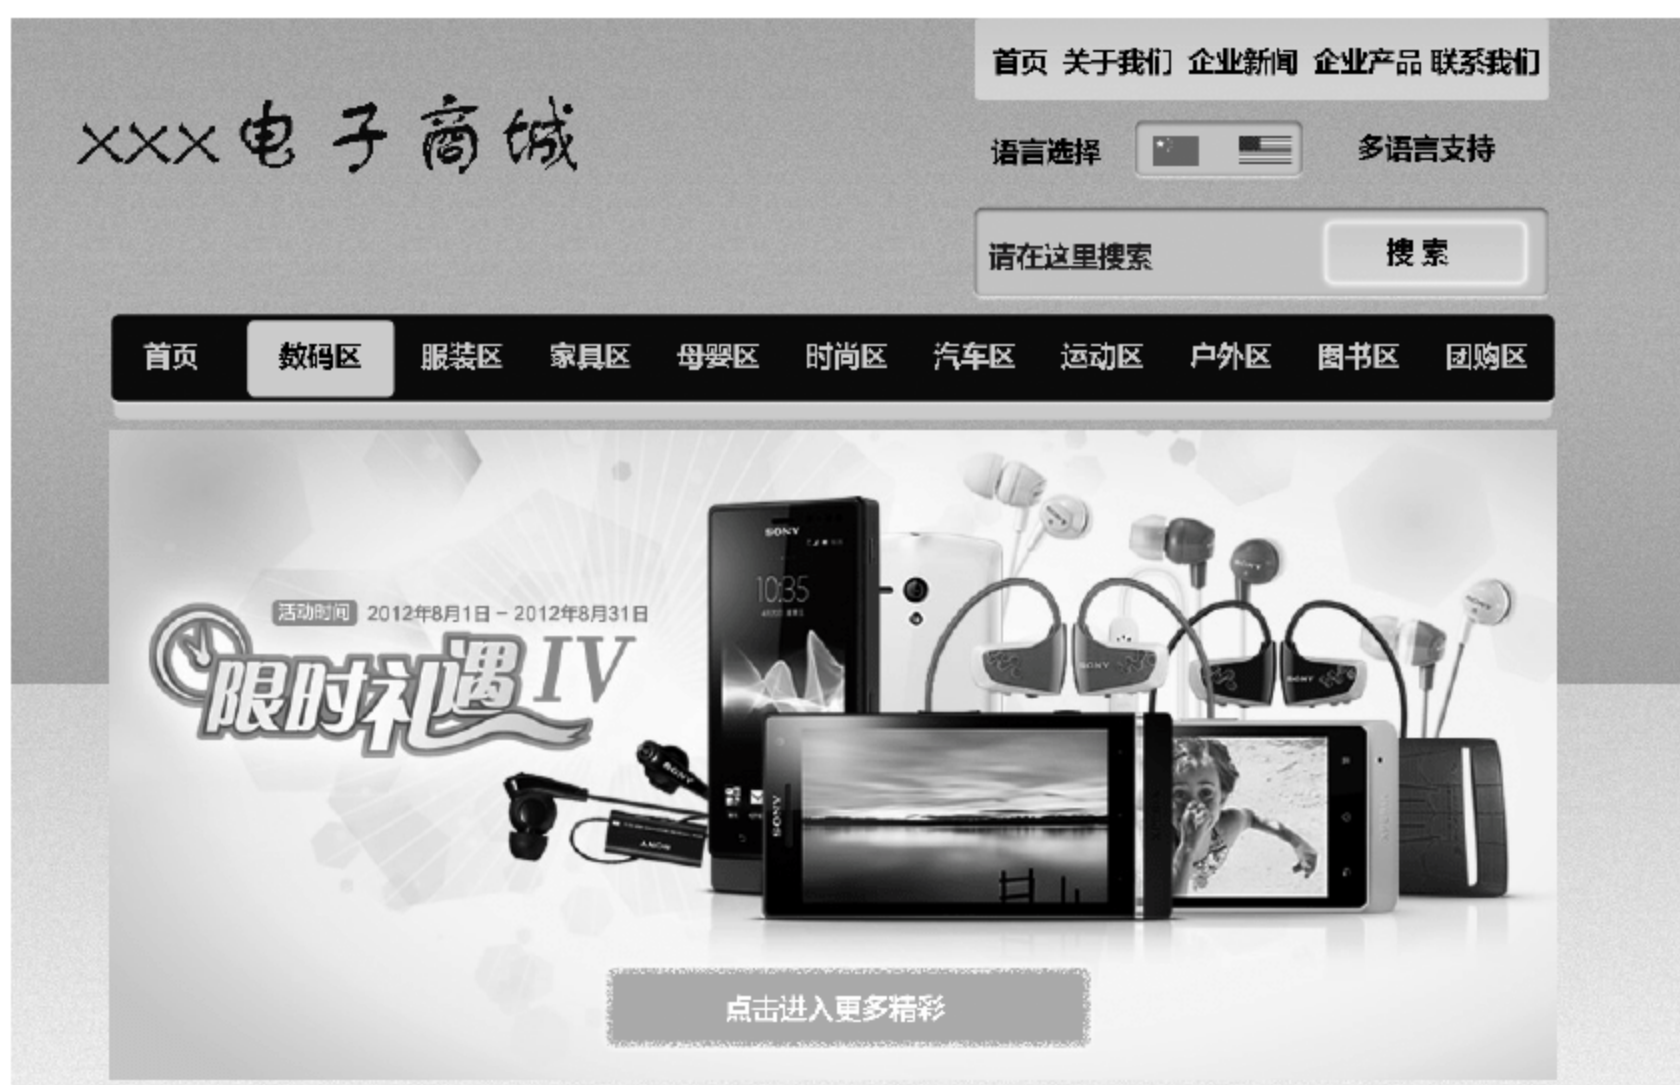 首页 关于我们 企业新闻 企业产品 联系我们
xxx电子商城
语言选择 多语言支持
请在这里搜索 搜索
首页 数码区 服装区 家具区 母婴区 时尚区 汽车区 运动区 户外区 图书区 团购区
活动时间 2012年8月1日-2012年8月31日
限时礼遇IV
SONY
10:35
SONY
SONY
SONY
SONY
SONY
点击进入更多精彩